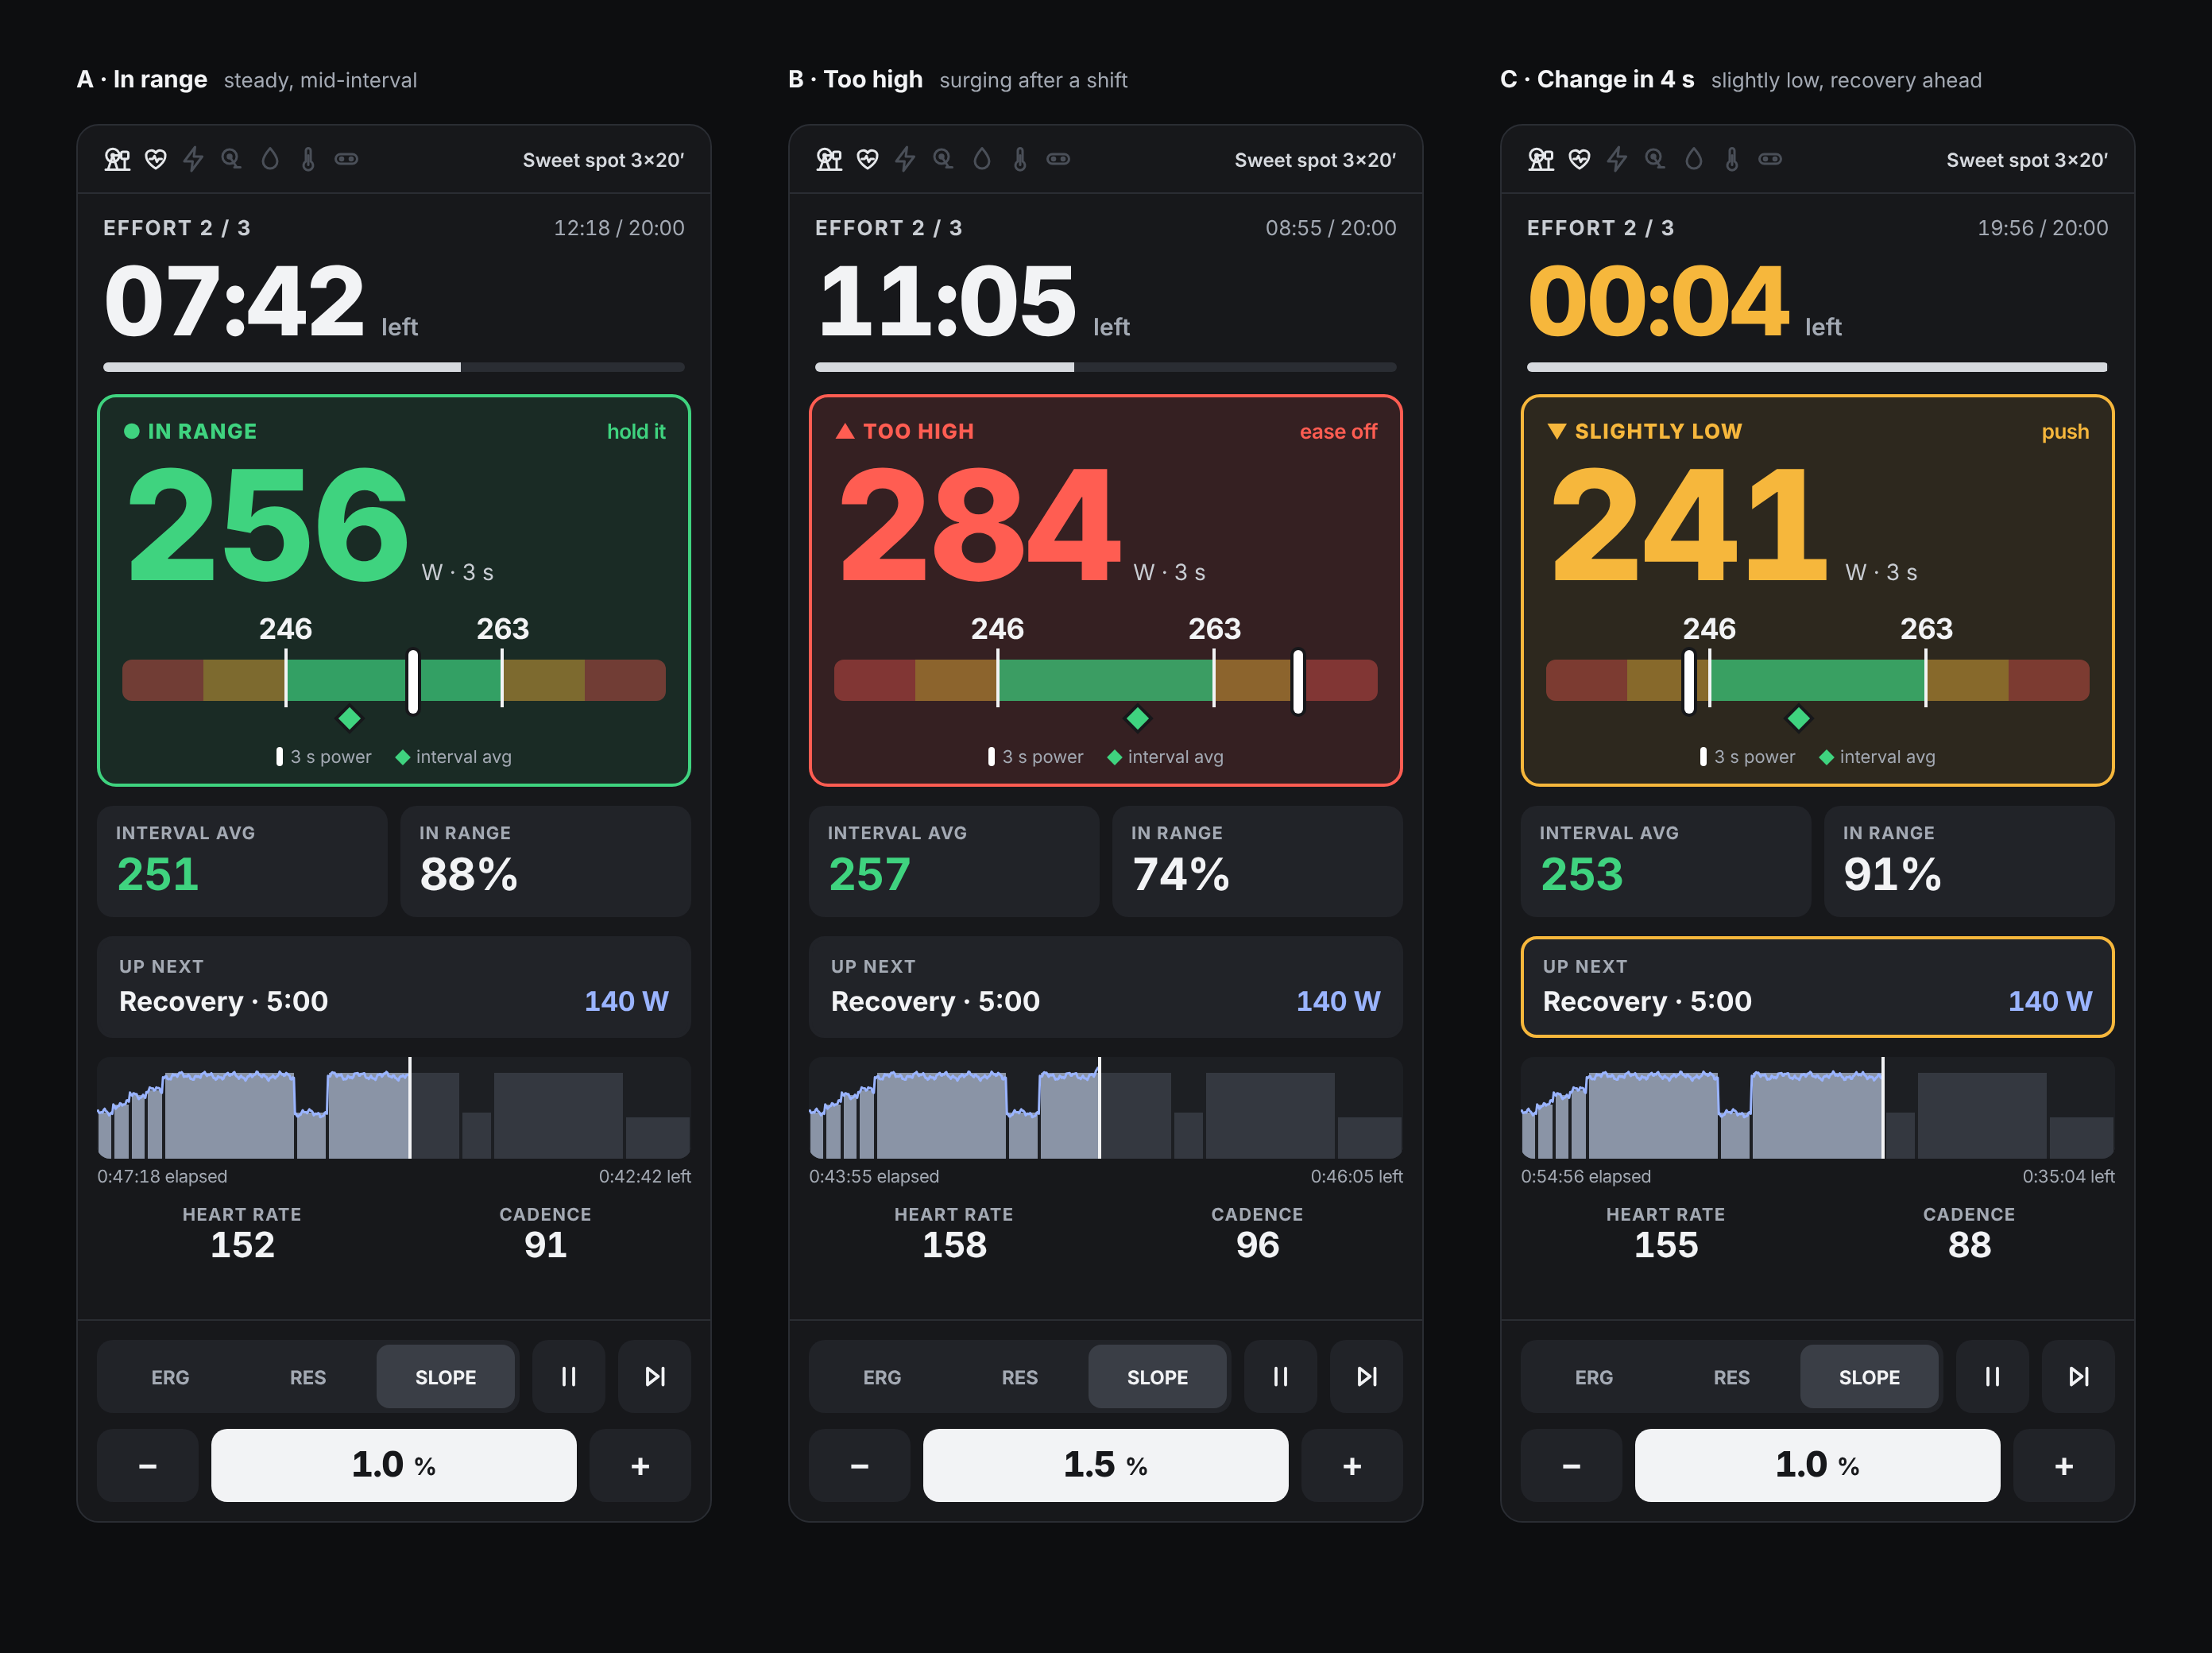 A · In range steady, mid-interval
Sweet spot 3×20′
EFFORT 2 / 3 12:18 / 20:00
07:42 left
IN RANGE hold it
256 W · 3 s
246 263
3 s power interval avg
INTERVAL AVG IN RANGE
251 88%
UP NEXT
Recovery · 5:00 140 W
0:47:18 elapsed 0:42:42 left
HEART RATE CADENCE
152 91
ERG RES SLOPE
− 1.0 % +
B · Too high surging after a shift
Sweet spot 3×20′
EFFORT 2 / 3 08:55 / 20:00
11:05 left
TOO HIGH ease off
284 W · 3 s
246 263
3 s power interval avg
INTERVAL AVG IN RANGE
257 74%
UP NEXT
Recovery · 5:00 140 W
0:43:55 elapsed 0:46:05 left
HEART RATE CADENCE
158 96
ERG RES SLOPE
− 1.5 % +
C · Change in 4 s slightly low, recovery ahead
Sweet spot 3×20′
EFFORT 2 / 3 19:56 / 20:00
00:04 left
SLIGHTLY LOW push
241 W · 3 s
246 263
3 s power interval avg
INTERVAL AVG IN RANGE
253 91%
UP NEXT
Recovery · 5:00 140 W
0:54:56 elapsed 0:35:04 left
HEART RATE CADENCE
155 88
ERG RES SLOPE
− 1.0 % +